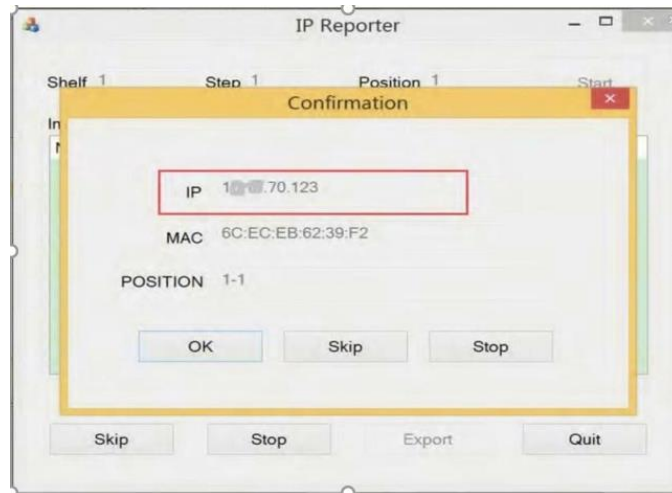 IP Reporter
Shelf 1 Step 1 Position 1 Start
Confirmation
IP .70.123
MAC 6C:EC:EB:62:39:F2
POSITION 1-1
OK Skip Stop
Skip Stop Export Quit